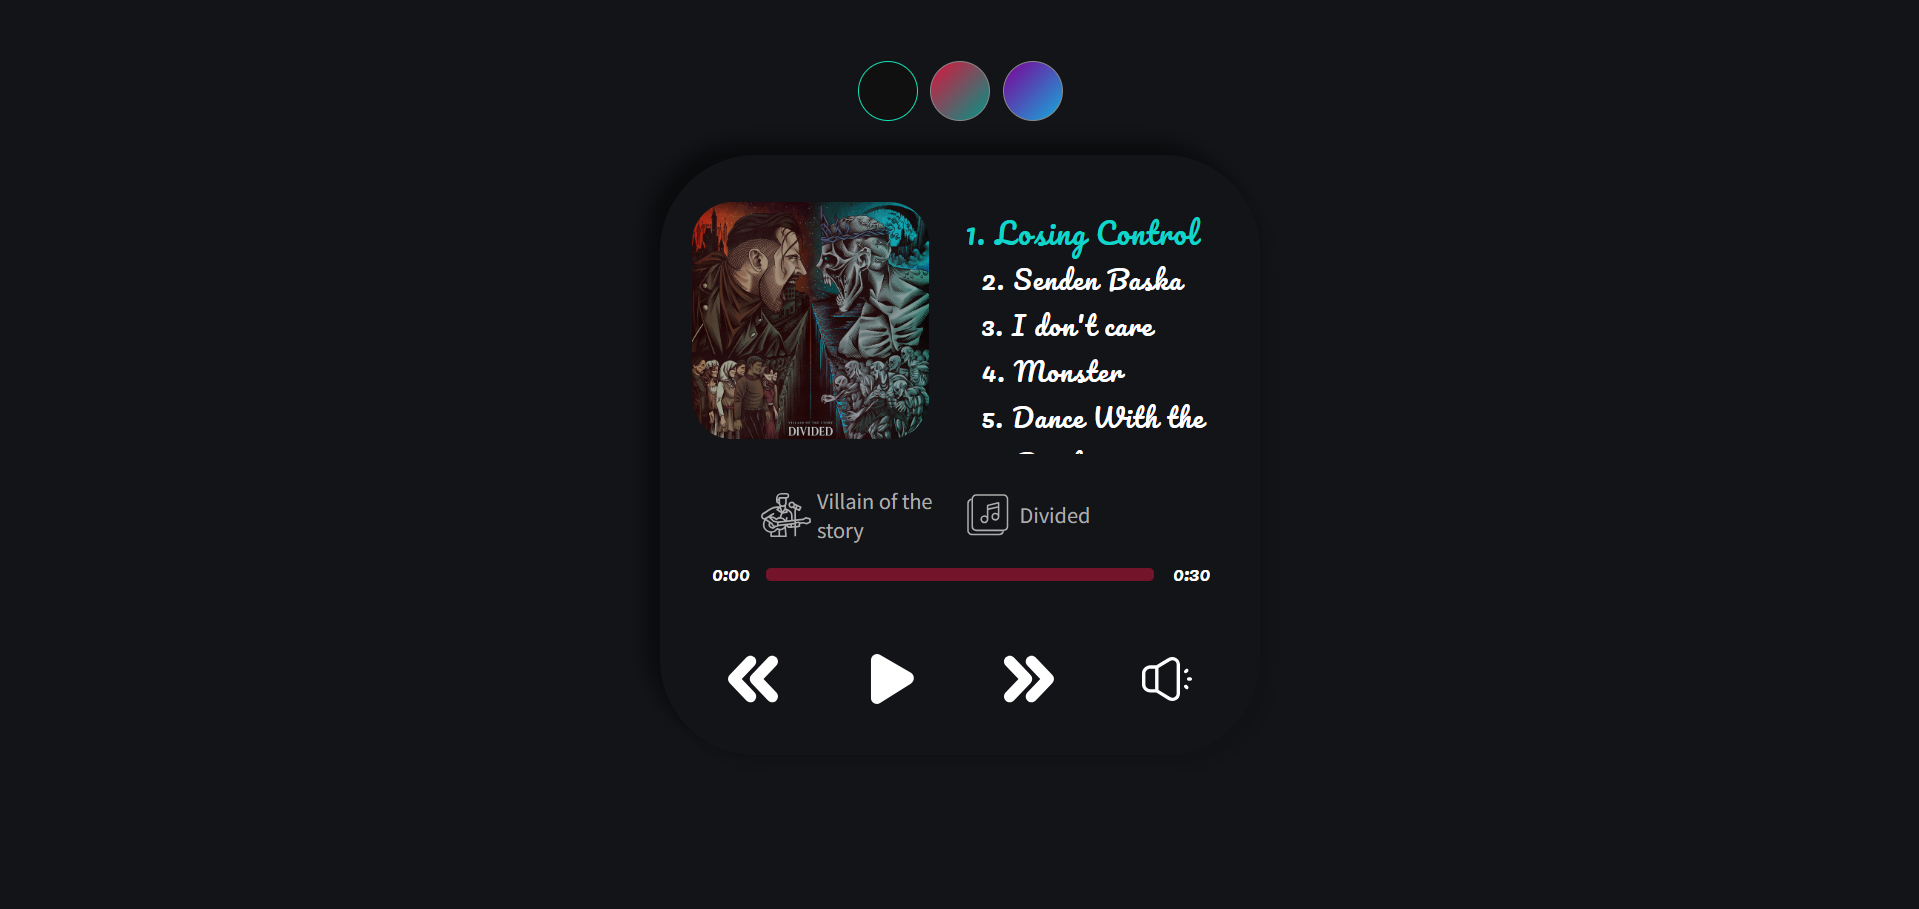 1. Losing Control
2. Senden Baska
3. I don't care
4. Monster
5. Dance With the
DIVIDED
Villain of the
story
Divided
0:00
0:30